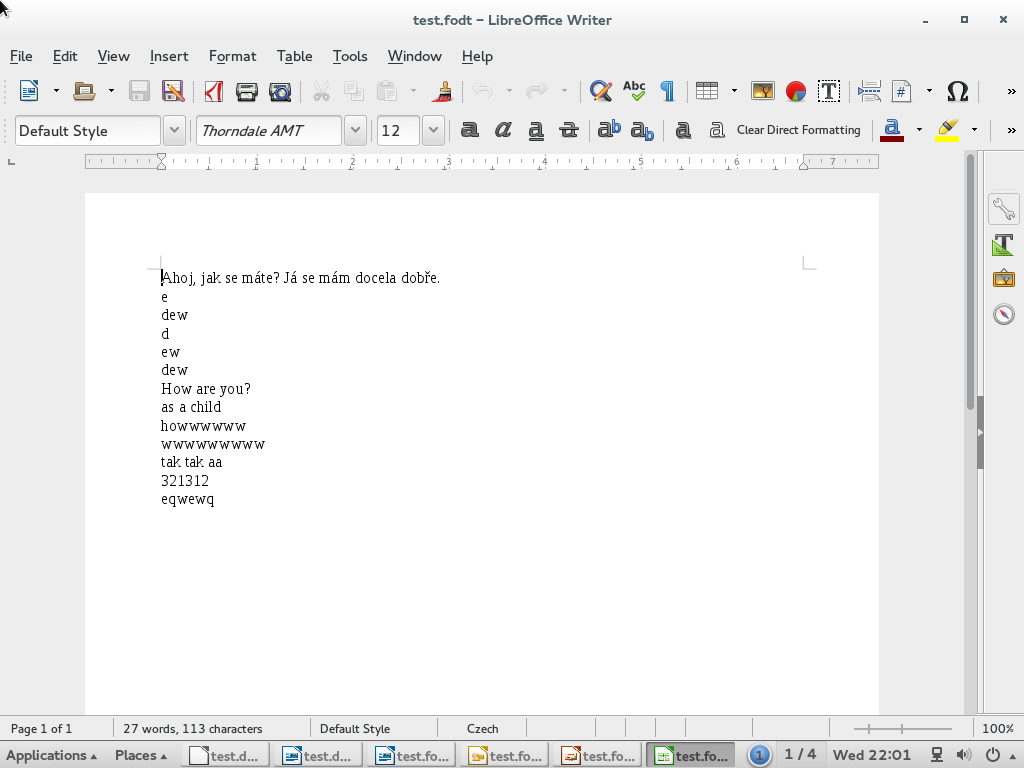 test.fodt – LibreOffice Writer
File Edit View Insert Format Table Tools Window Help
Abc # Ω »
Default Style Thorndale AMT 12 a a a a ab ab a a Clear Direct Formatting a »
1 2 3 4 5 6 7
Ahoj, jak se máte? Já se mám docela dobře.
e
dew
d
ew
dew
How are you?
as a child
howwwwww
wwwwwwwww
tak tak aa
321312
eqwewq
Page 1 of 1 27 words, 113 characters Default Style Czech 100%
Applications Places test.d... test.d... test.fo... test.fo... test.fo... test.fo... 1 1 / 4 Wed 22:01